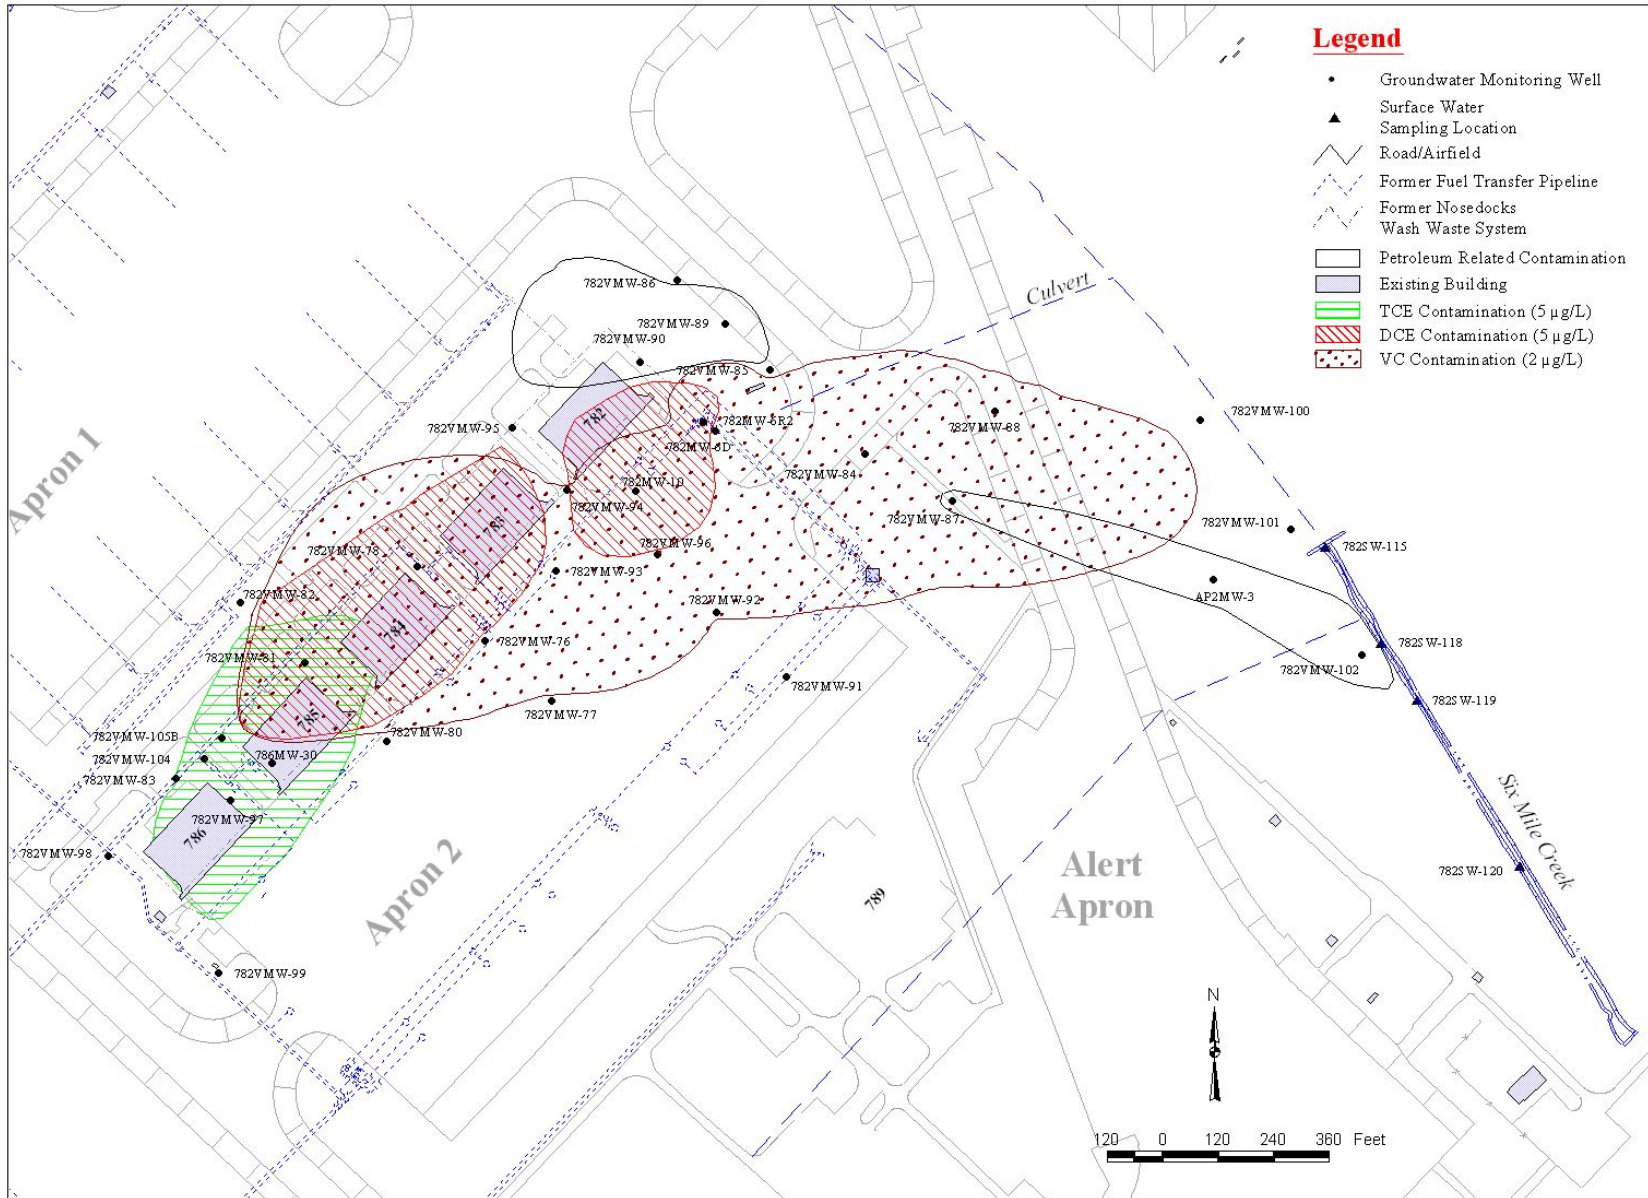 Legend
Groundwater Monitoring Well
Surface Water
Sampling Location
Road/Airfield
Former Fuel Transfer Pipeline
Former Nosedocks
Wash Waste System
Petroleum Related Contamination
Existing Building
TCE Contamination (5 µg/L)
DCE Contamination (5 µg/L)
VC Contamination (2 µg/L)
Culvert
782VMW-86
782VMW-89
782VMW-90
782VMW-85
782
782VMW-95
782MW-6R2
782MW-6D
782VMW-88
782VMW-100
Apron 1
782VMW-84
782MW-10
782VMW-94
782VMW-87
783
782VMW-101
782VMW-78
782VMW-96
782SW-115
782VMW-93
782VMW-82
AP2MW-3
782VMW-92
784
782VMW-76
782SW-118
782VMW-81
782VMW-102
782VMW-91
782VMW-77
782SW-119
785
782VMW-105B
782VMW-80
782VMW-104
786MW-30
782VMW-83
782VMW-97
786
Six Mile Creek
782VMW-98
Apron 2
789
Alert
Apron
782SW-120
782VMW-99
N
120 0 120 240 360 Feet